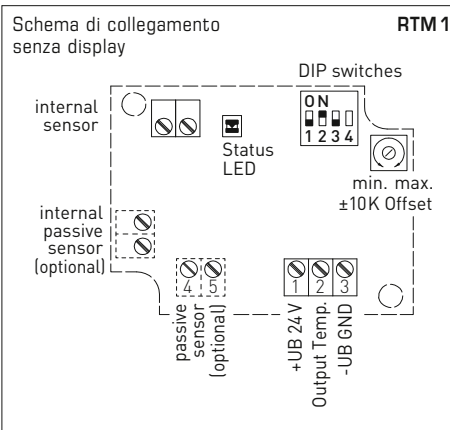 Schema di collegamento
senza display
RTM 1
DIP switches
internal
sensor
ON
1 2 3 4
Status
LED
min. max.
±10K Offset
internal
passive
sensor
(optional)
4 5
1 2 3
passive
sensor
(optional)
+UB 24 V
Output Temp.
-UB GND